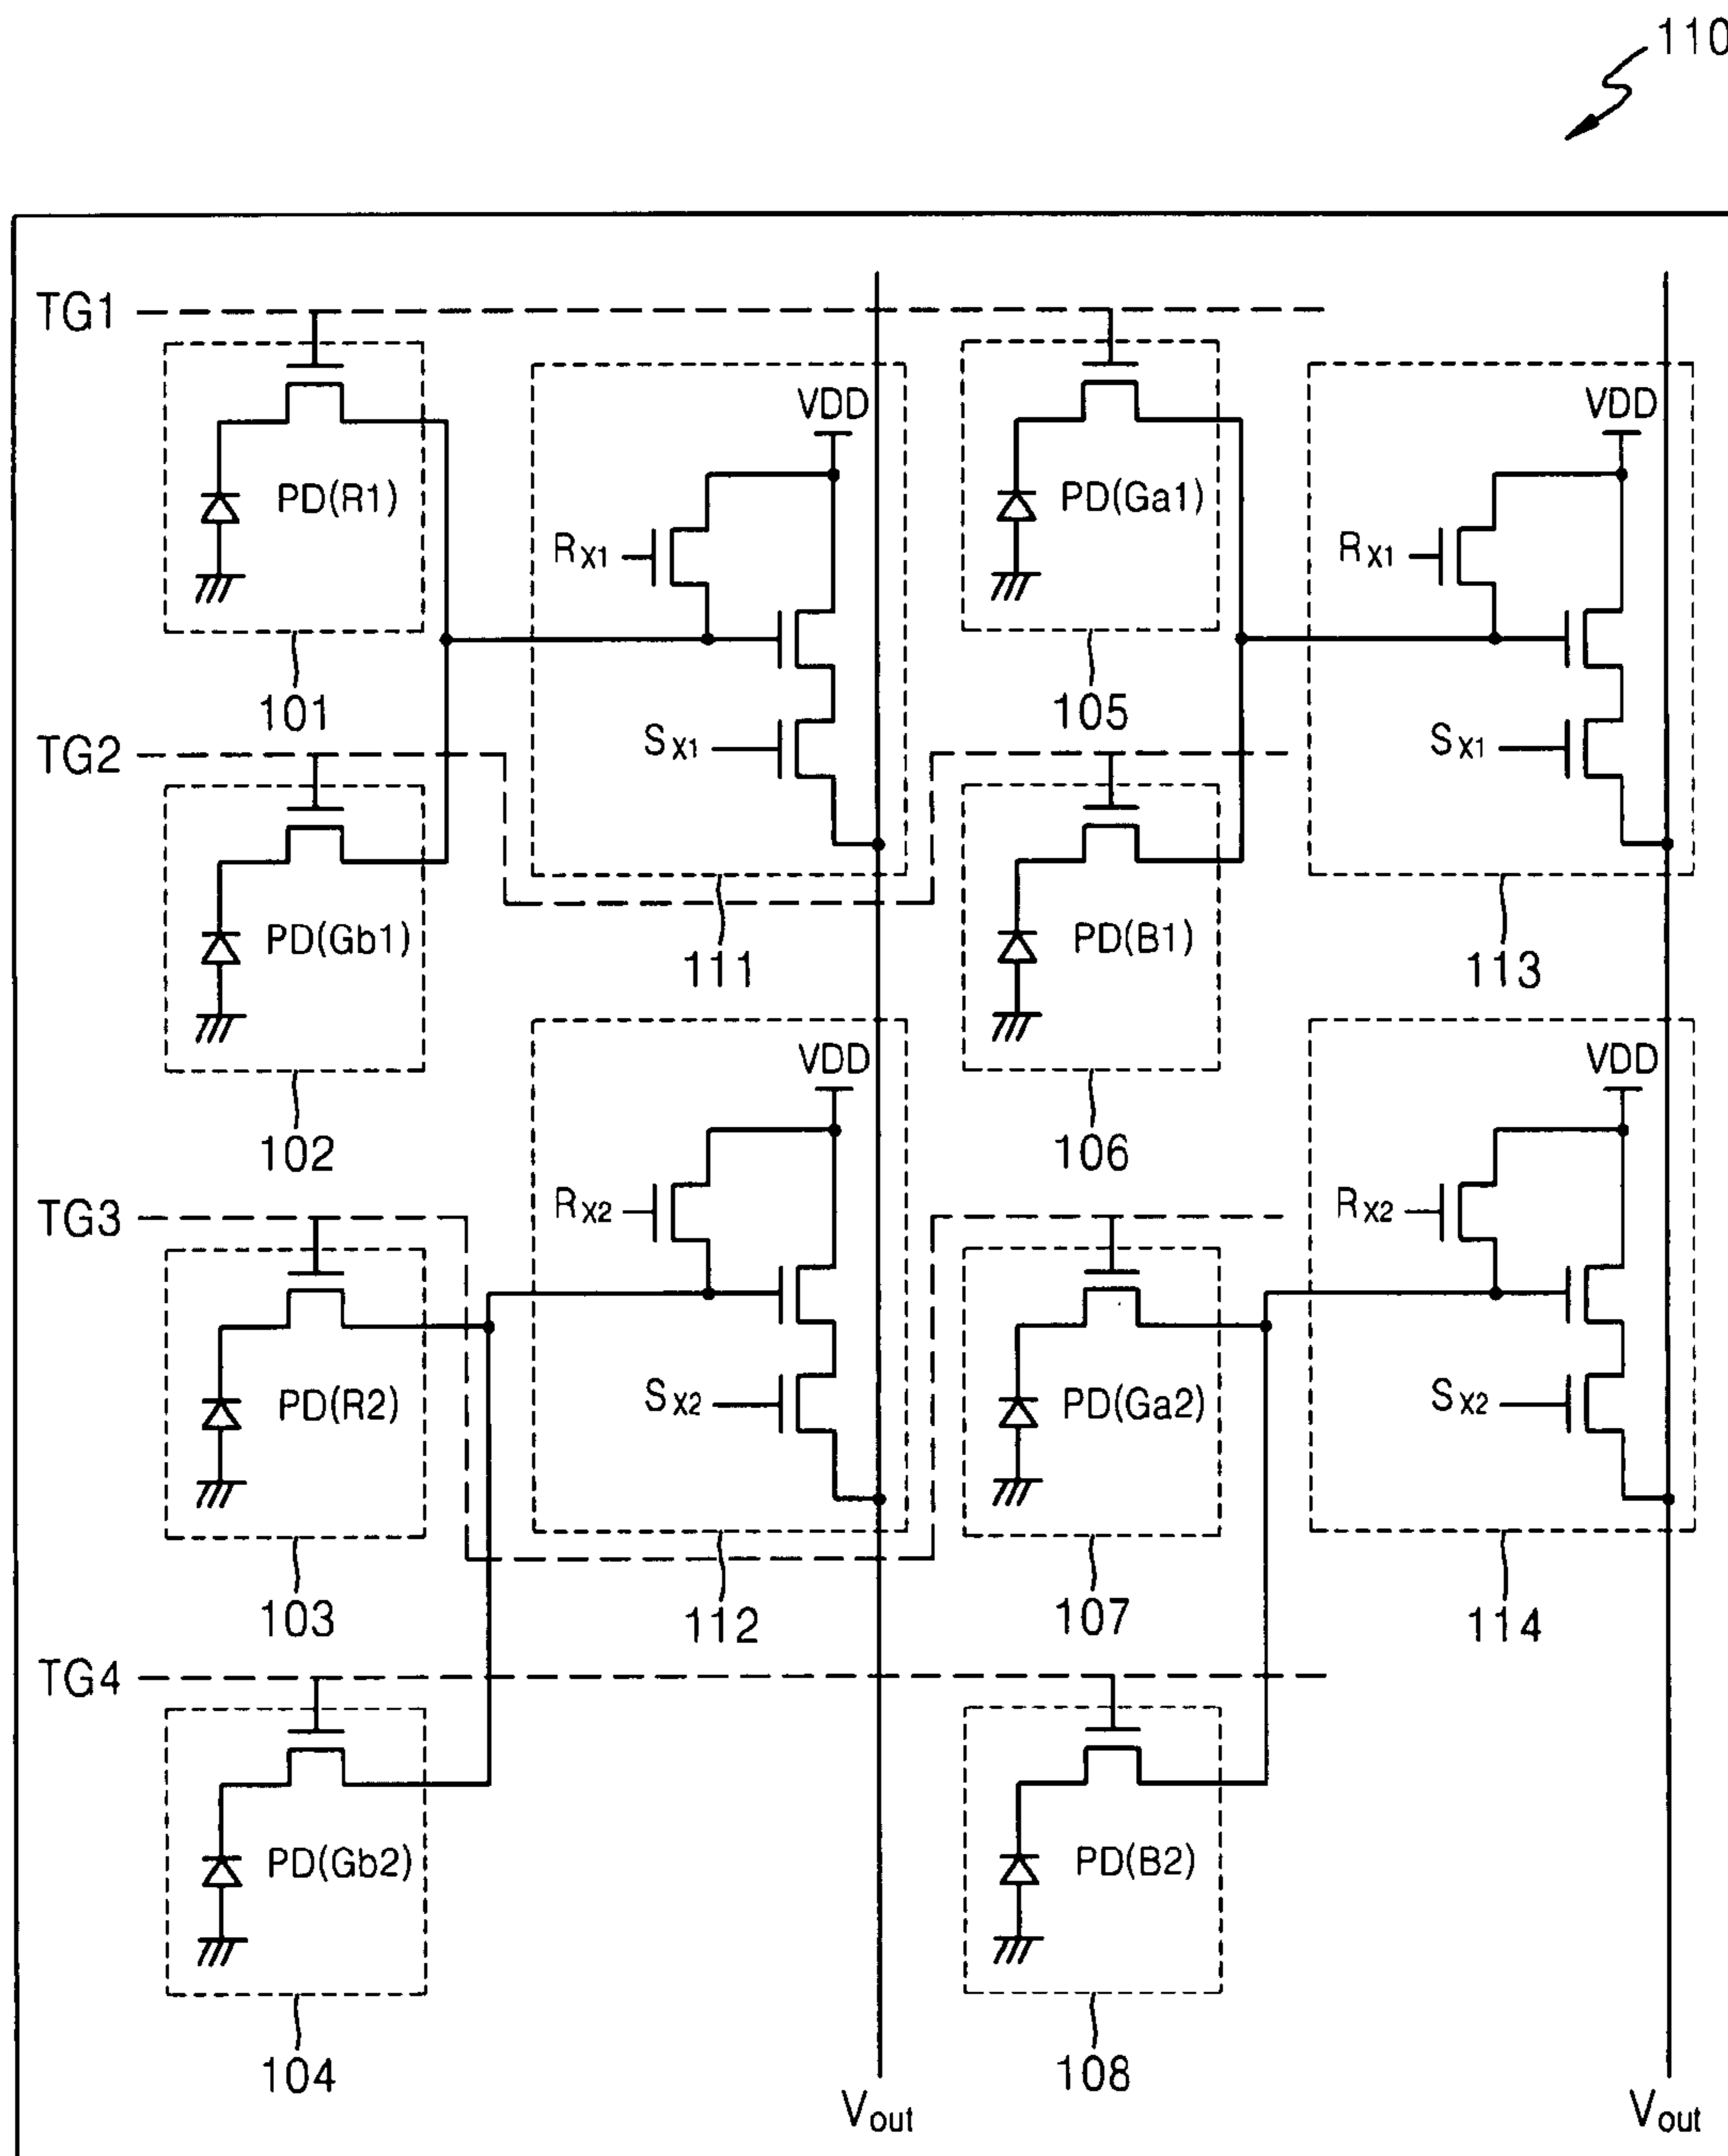 110
TG1
VDD
VDD
PD(R1)
PD(Ga1)
RX1
RX1
101
105
TG2
SX1
SX1
PD(Gb1)
PD(B1)
111
113
VDD
VDD
102
106
TG3
RX2
RX2
PD(R2)
SX2
PD(Ga2)
SX2
103
112
107
114
TG4
PD(Gb2)
PD(B2)
104
108
Vout
Vout